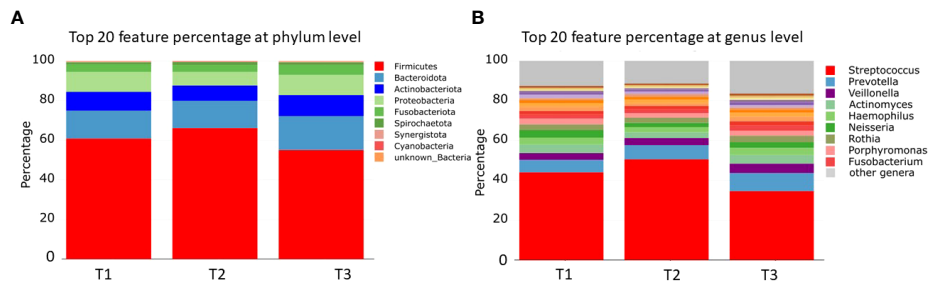 A
Top 20 feature percentage at phylum level
Percentage
100
80
60
40
20
0
T1
T2
T3
Firmicutes
Bacteroidota
Actinobacteriota
Proteobacteria
Fusobacteriota
Spirochaetota
Synergistota
Cyanobacteria
unknown_Bacteria
B
Top 20 feature percentage at genus level
Percentage
100
80
60
40
20
0
T1
T2
T3
Streptococcus
Prevotella
Veillonella
Actinomyces
Haemophilus
Neisseria
Rothia
Porphyromonas
Fusobacterium
other genera